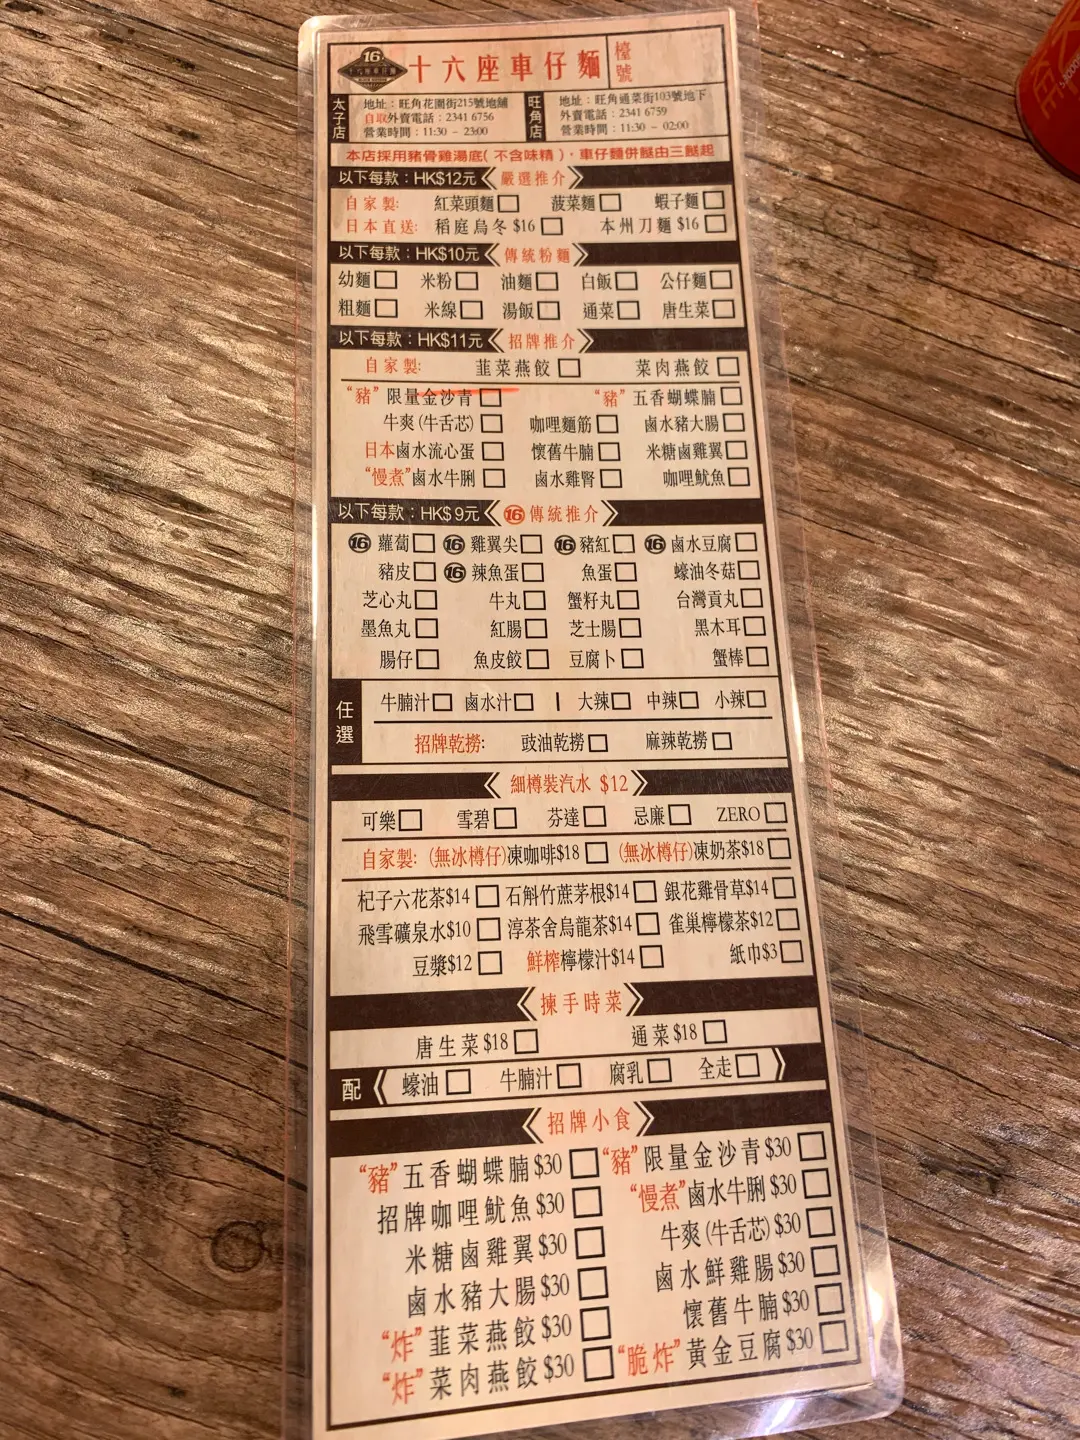 16
十六座車仔麵
十六座車仔麵 檯號
太子店 地址：旺角花園街215號地舖
自取外賣電話：2341 6756
營業時間：11:30 - 23:00
旺角店 地址：旺角通菜街103號地下
外賣電話：2341 6759
營業時間：11:30 - 02:00
本店採用豬骨雞湯底(不含味精)，車仔麵併餸由三餸起
以下每款：HK$12元 嚴選推介
自家製: 紅菜頭麵 菠菜麵 蝦子麵
日本直送: 稻庭烏冬 $16 本州刀麵 $16
以下每款：HK$10元 傳統粉麵
幼麵 米粉 油麵 白飯 公仔麵
粗麵 米線 湯飯 通菜 唐生菜
以下每款：HK$11元 招牌推介
自家製: 韮菜燕餃 菜肉燕餃
“豬”限量金沙青 “豬”五香蝴蝶腩
牛爽(牛舌芯) 咖哩麵筋 鹵水豬大腸
日本鹵水流心蛋 懷舊牛腩 米糖鹵雞翼
“慢煮”鹵水牛脷 鹵水雞腎 咖哩魷魚
以下每款：HK$9元 16傳統推介
16 蘿蔔 16 雞翼尖 16 豬紅 16 鹵水豆腐
豬皮 16 辣魚蛋 魚蛋 蠔油冬菇
芝心丸 牛丸 蟹籽丸 台灣貢丸
墨魚丸 紅腸 芝士腸 黑木耳
腸仔 魚皮餃 豆腐卜 蟹棒
任選 牛腩汁 鹵水汁 | 大辣 中辣 小辣
招牌乾撈: 豉油乾撈 麻辣乾撈
細樽裝汽水 $12
可樂 雪碧 芬達 忌廉 ZERO
自家製: (無冰樽仔)凍咖啡$18 (無冰樽仔)凍奶茶$18
杞子六花茶$14 石斛竹蔗茅根$14 銀花雞骨草$14
飛雪礦泉水$10 淳茶舍烏龍茶$14 雀巢檸檬茶$12
豆漿$12 鮮榨檸檬汁$14 紙巾$3
揀手時菜
唐生菜$18 通菜$18
配 蠔油 牛腩汁 腐乳 全走
招牌小食
“豬”五香蝴蝶腩$30 “豬”限量金沙青$30
招牌咖哩魷魚$30 “慢煮”鹵水牛脷$30
米糖鹵雞翼$30 牛爽(牛舌芯)$30
鹵水豬大腸$30 鹵水鮮雞腸$30
“炸”韮菜燕餃$30 懷舊牛腩$30
“炸”菜肉燕餃$30 “脆炸”黃金豆腐$30